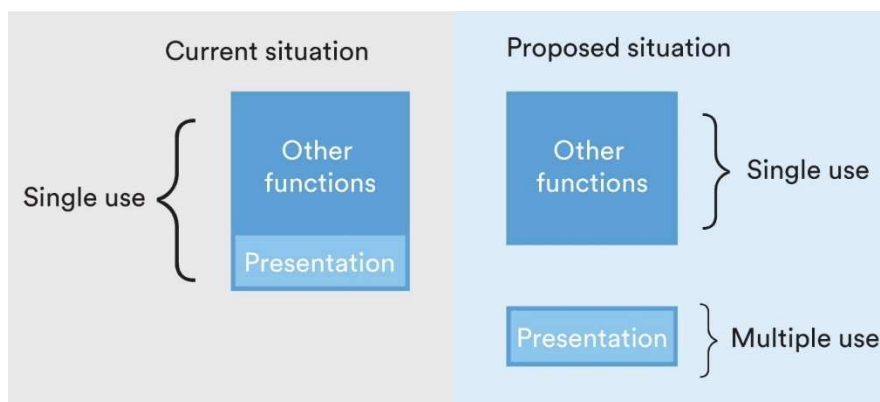 Current situation
Single use
Other
functions
Presentation
Proposed situation
Other
functions
Single use
Presentation
Multiple use